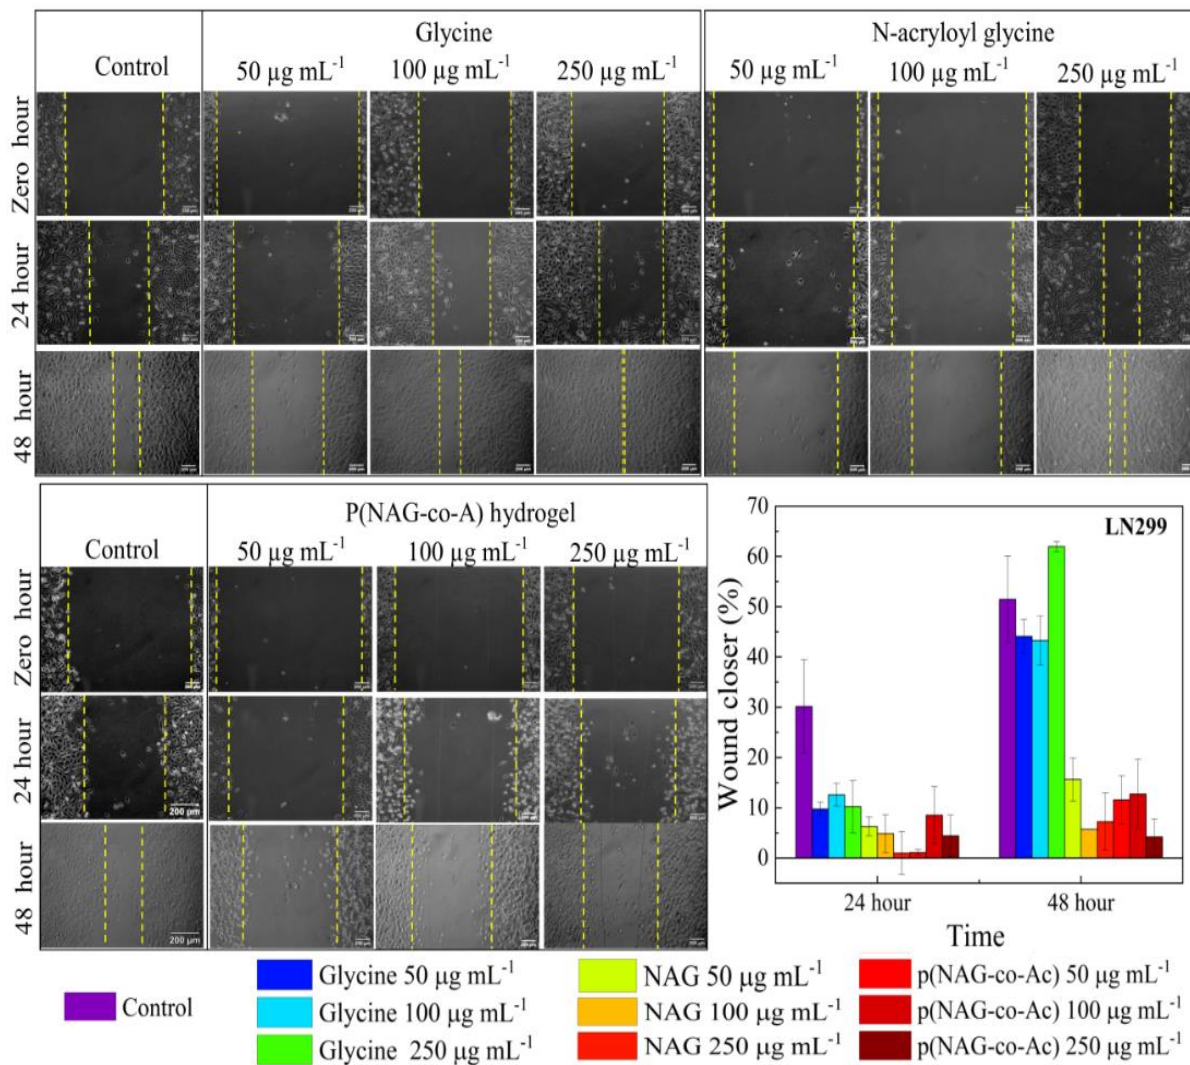 Glycine
N-acryloyl glycine
Control
50 µg mL⁻¹
100 µg mL⁻¹
250 µg mL⁻¹
50 µg mL⁻¹
100 µg mL⁻¹
250 µg mL⁻¹
Zero hour
24 hour
48 hour
P(NAG-co-A) hydrogel
Control
50 µg mL⁻¹
100 µg mL⁻¹
250 µg mL⁻¹
Zero hour
24 hour
200 µm
48 hour
200 µm
LN299
Wound closer (%)
70
60
50
40
30
20
10
0
24 hour
48 hour
Time
Control
Glycine 50 µg mL⁻¹
Glycine 100 µg mL⁻¹
Glycine 250 µg mL⁻¹
NAG 50 µg mL⁻¹
NAG 100 µg mL⁻¹
NAG 250 µg mL⁻¹
p(NAG-co-Ac) 50 µg mL⁻¹
p(NAG-co-Ac) 100 µg mL⁻¹
p(NAG-co-Ac) 250 µg mL⁻¹